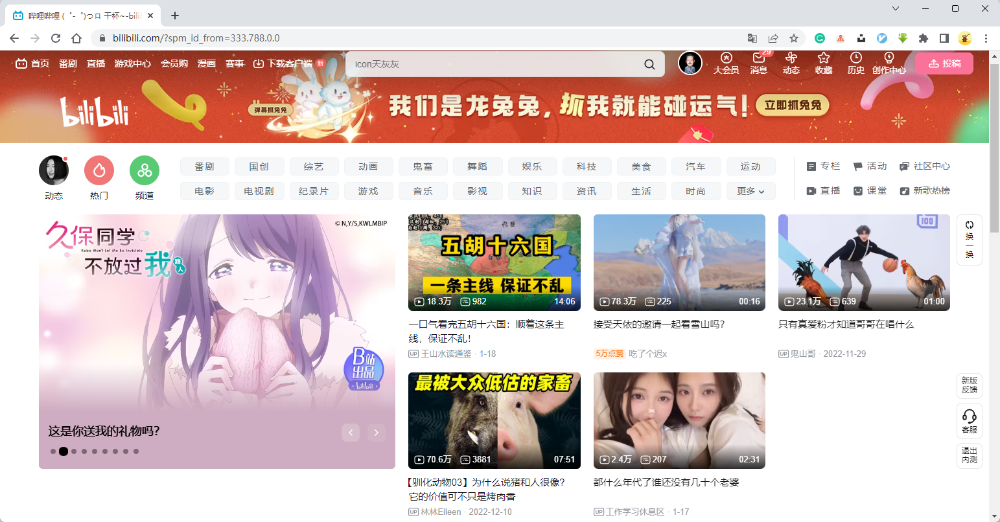 哔哩哔哩 (゜-゜)つロ 干杯~-bili
bilibili.com/?spm_id_from=333.788.0.0
首页 番剧 直播 游戏中心 会员购 漫画 赛事 下载客户端 新
icon天灰灰
大会员 29 消息 动态 收藏 历史 创作中心 投稿
bilibili
弹幕抓兔兔
我们是龙兔兔,抓我就能碰运气!
立即抓兔兔
动态 热门 频道
番剧 国创 综艺 动画 鬼畜 舞蹈 娱乐 科技 美食 汽车 运动
电影 电视剧 纪录片 游戏 音乐 影视 知识 资讯 生活 时尚 更多
专栏 活动 社区中心
直播 课堂 新歌热榜
© N,Y/S,KWLMBIP
久保同学
Kubo Won't Let Me Be Invisible
不放过我
路人
B站
出品
bilibili
这是你送我的礼物吗?
五胡十六国
一条主线 保证不乱
18.3万 982 14:06
一口气看完五胡十六国：顺着这条主
线，保证不乱！
UP 王山水读通鉴 · 1-18
78.3万 225 00:16
接受天依的邀请一起看雪山吗?
5万点赞 吃了个迟x
100
23.1万 639 01:00
只有真爱粉才知道哥哥在唱什么
UP 鬼山哥 · 2022-11-29
换
一
换
最被大众低估的家畜
70.6万 3881 07:51
【驯化动物03】为什么说猪和人很像?
它的价值可不只是烤肉香
UP 林林Eileen · 2022-12-10
2.4万 207 02:31
都什么年代了谁还没有几十个老婆
UP 工作学习休息区 · 1-17
新版
反馈
客服
退出
内测